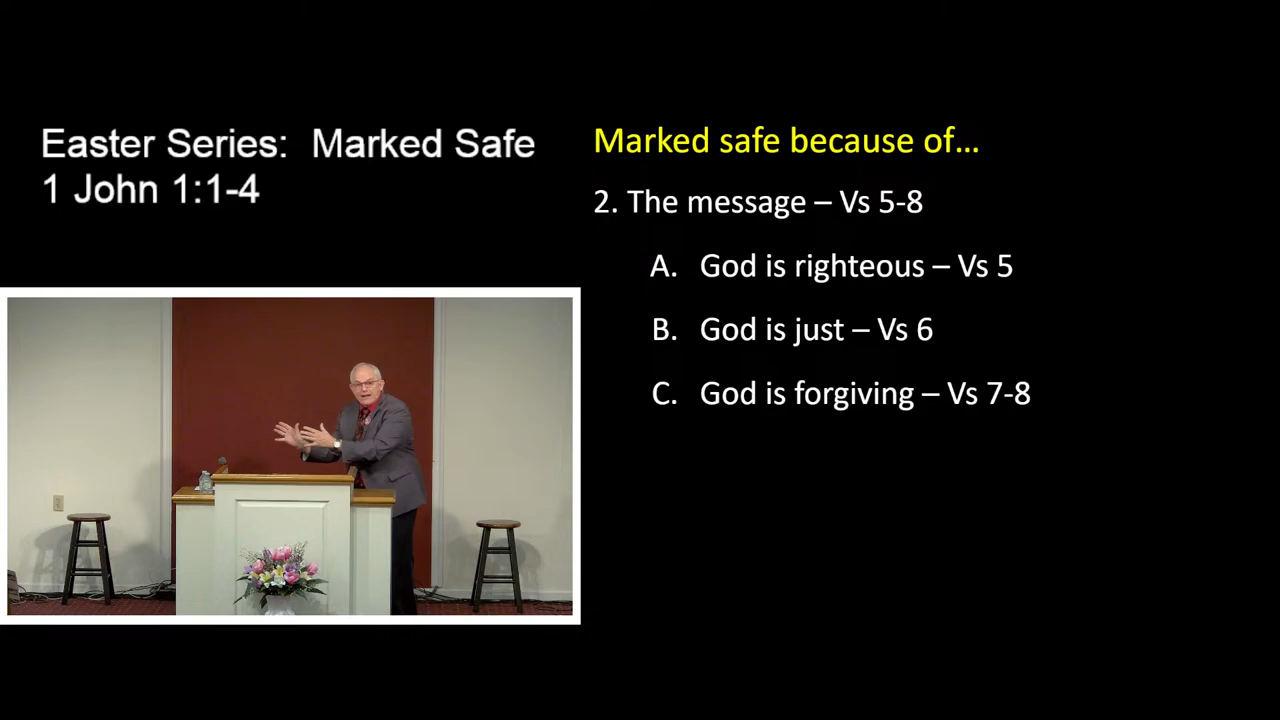 Easter Series:  Marked Safe
1 John 1:1-4
Marked safe because of…
2. The message – Vs 5-8
A. God is righteous – Vs 5
B. God is just – Vs 6
C. God is forgiving – Vs 7-8